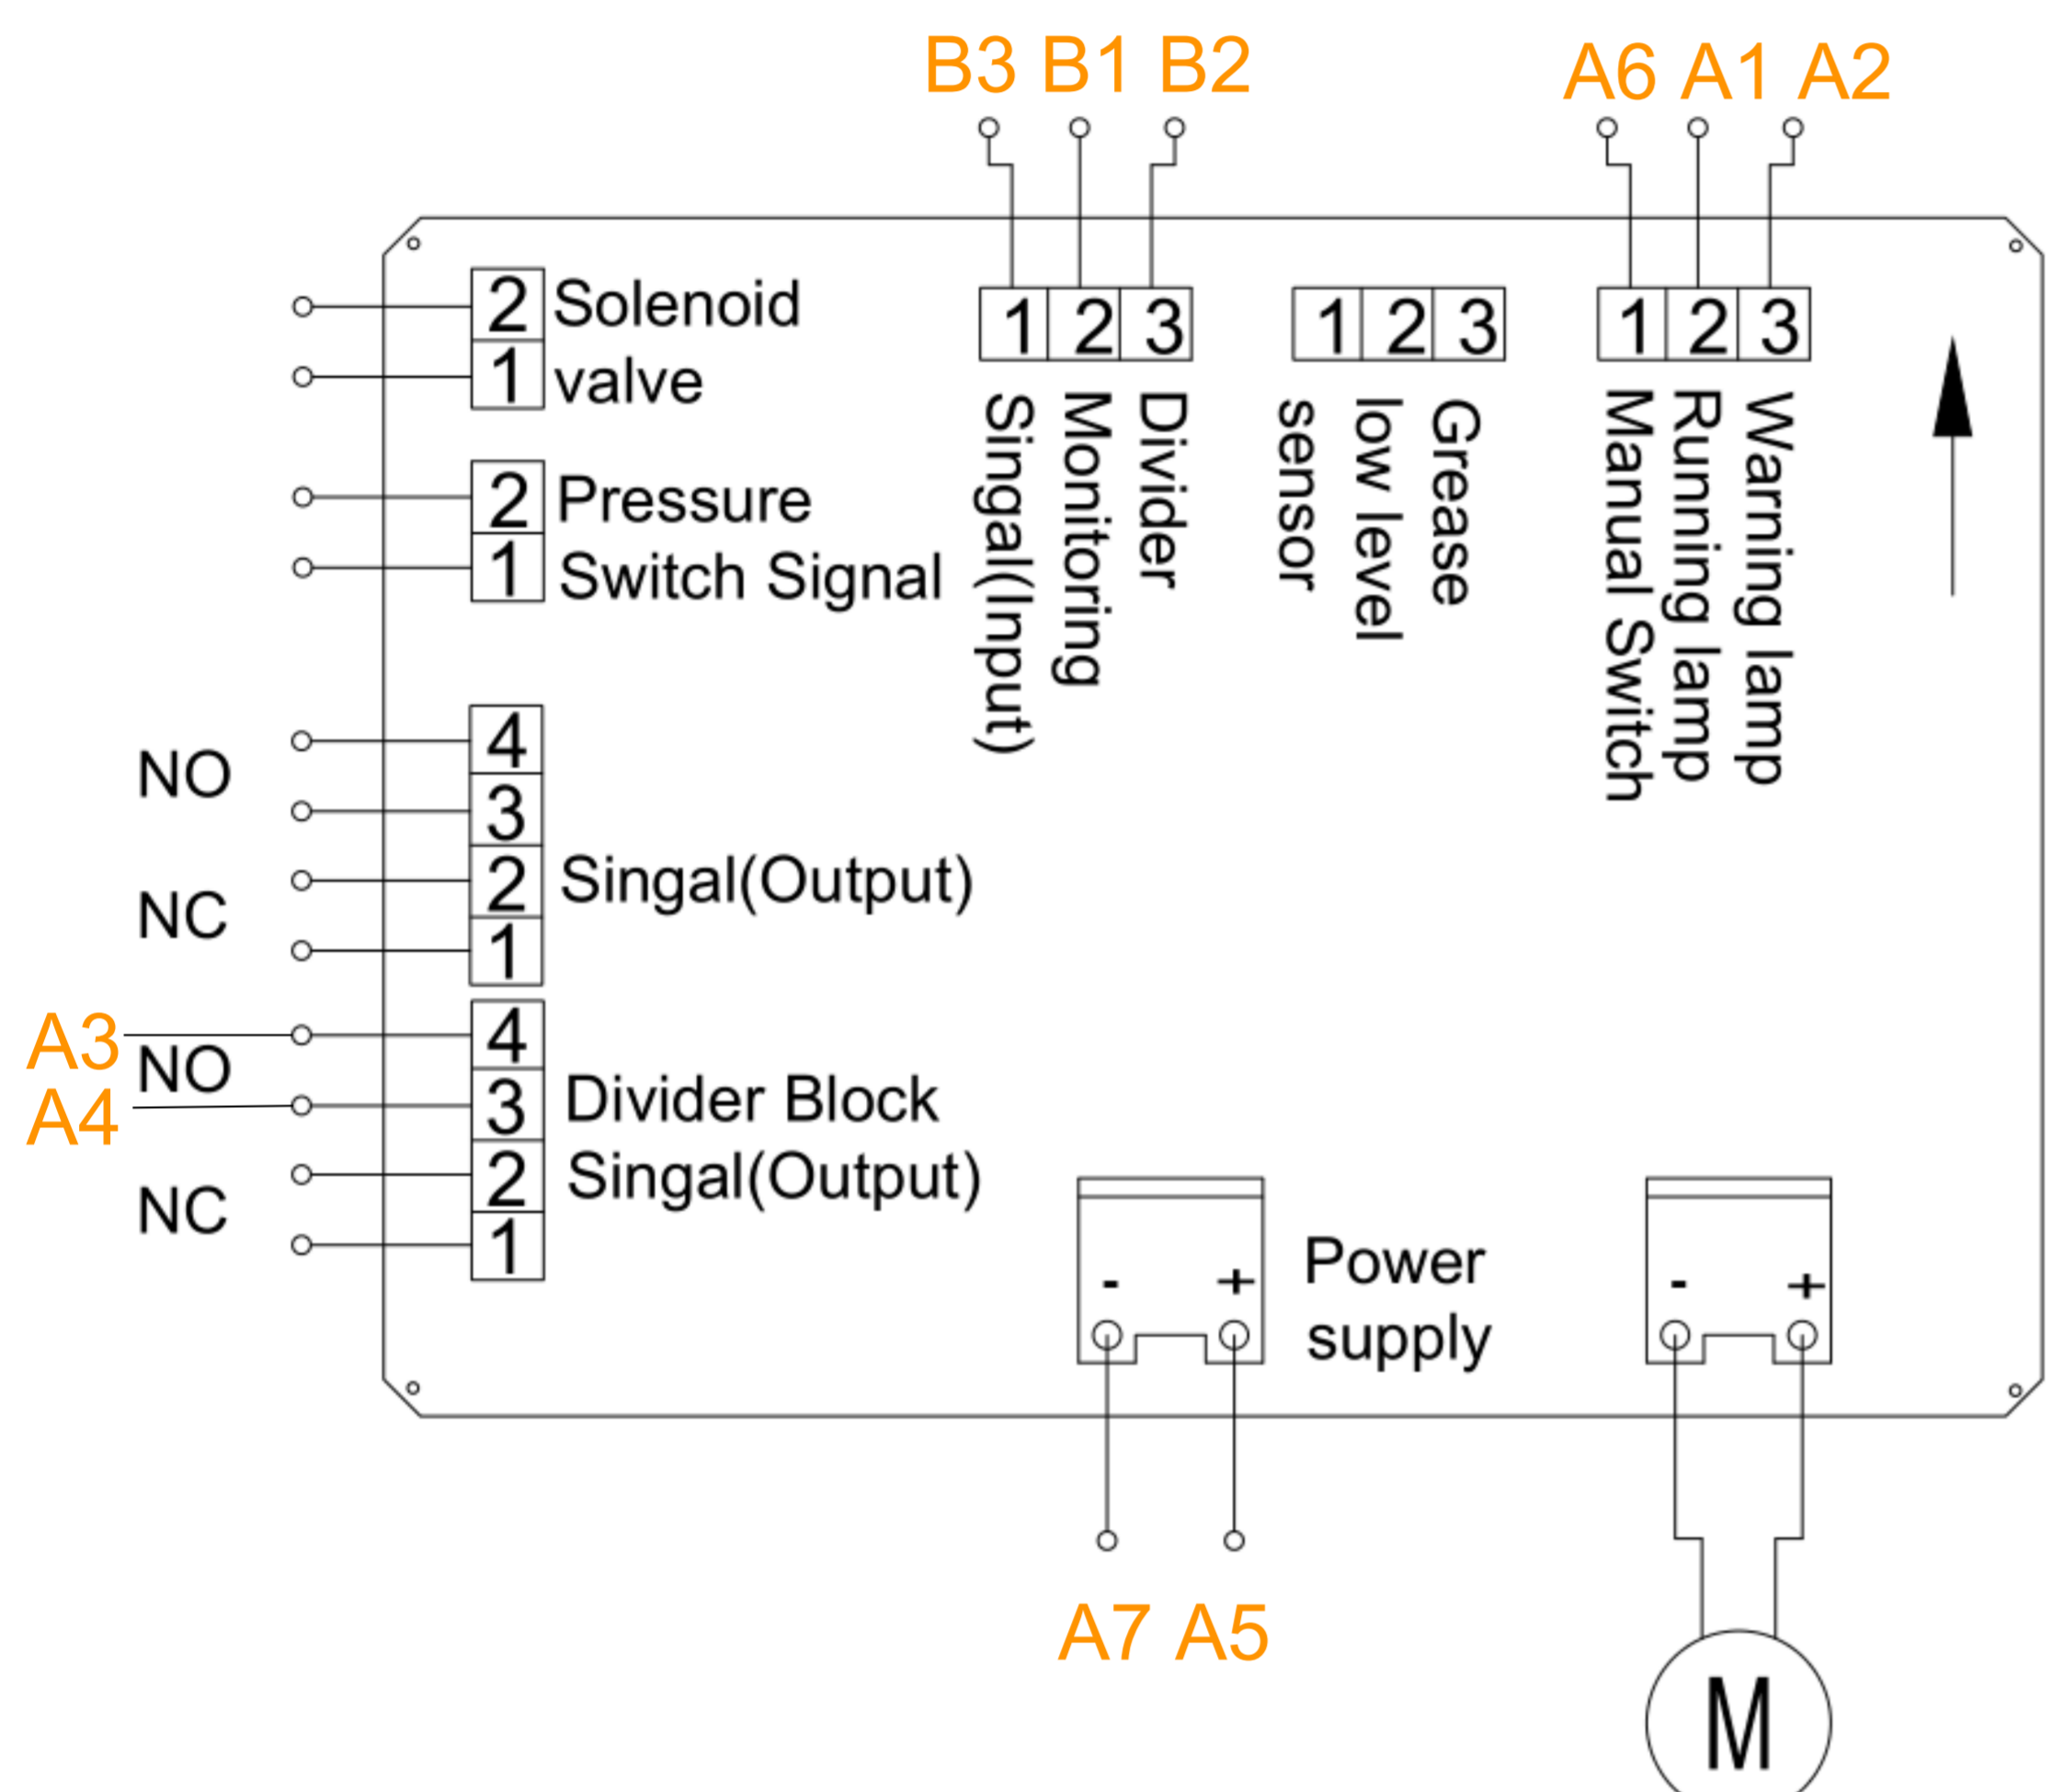 B3 B1 B2
A6 A1 A2
2 Solenoid
1 valve
2 Pressure
1 Switch Signal
1 2 3
Singal(Input)
Monitoring
Divider
1 2 3
sensor
low level
Grease
1 2 3
Manual Switch
Running lamp
Warning lamp
NO
NC
4
3
2
1
Singal(Output)
A3
A4
NO
NC
4
3
2
1
Divider Block
Singal(Output)
- +
Power
supply
- +
A7 A5
M